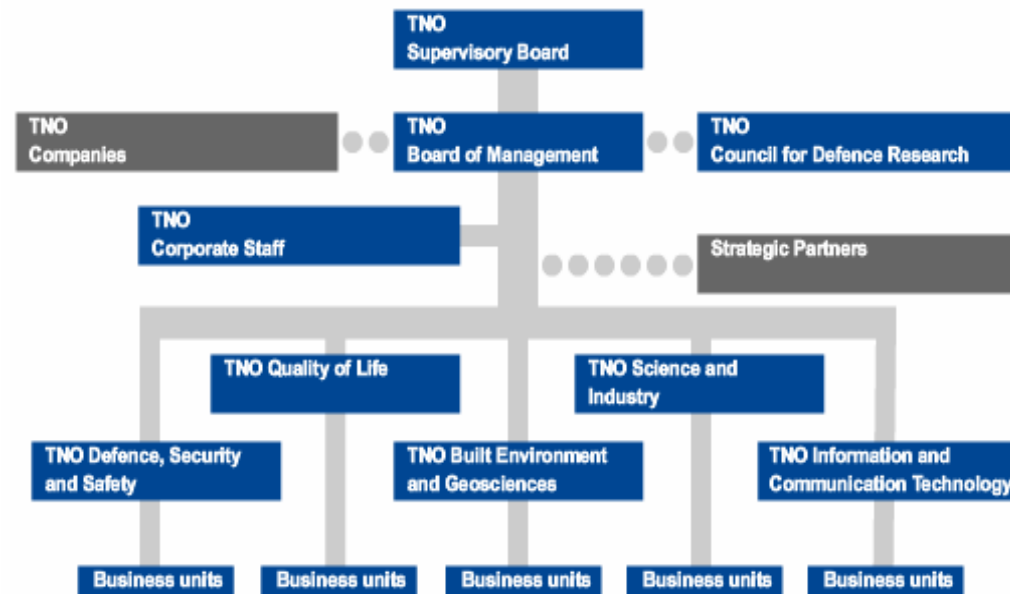 TNO
Supervisory Board
TNO
Companies
TNO
Board of Management
TNO
Council for Defence Research
TNO
Corporate Staff
Strategic Partners
TNO Quality of Life
TNO Science and
Industry
TNO Defence, Security
and Safety
TNO Built Environment
and Geosciences
TNO Information and
Communication Technology
Business units
Business units
Business units
Business units
Business units